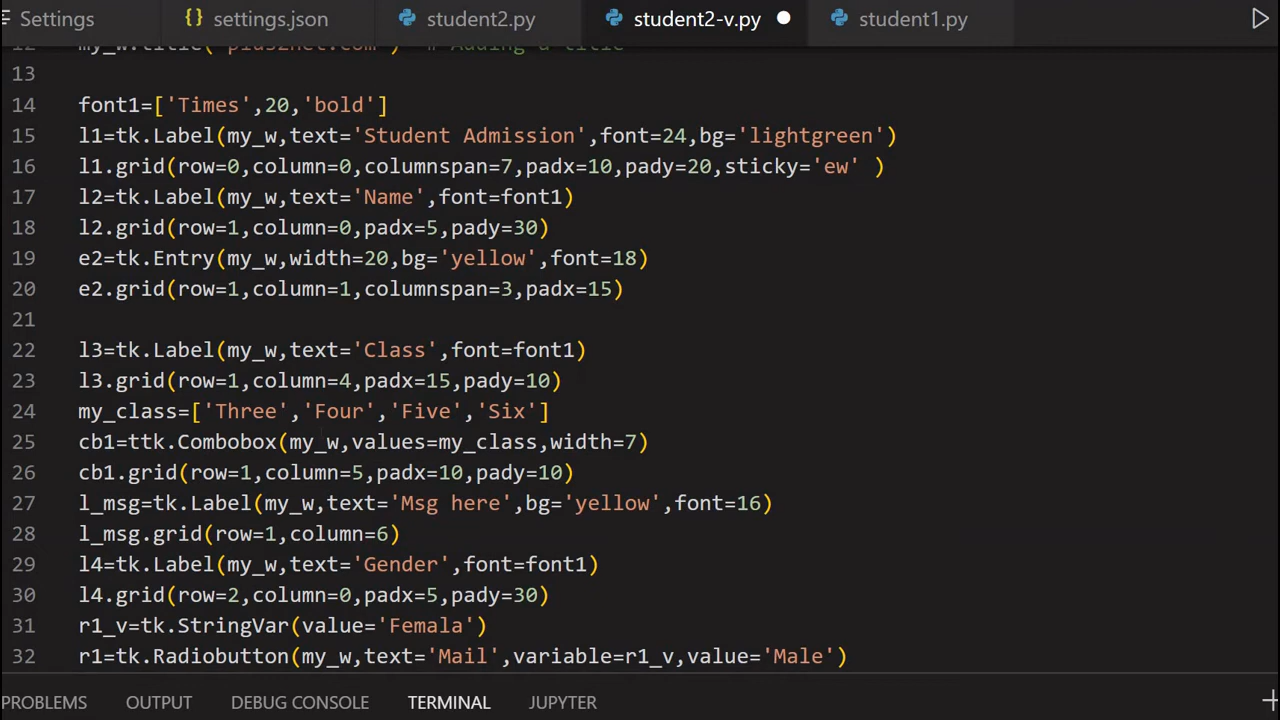 Settings
{} settings.json
student2.py
student2-v.py
student1.py
12 my_w.title("plus2net.com") # Adding a title
13
14 font1=['Times',20,'bold']
15 l1=tk.Label(my_w,text='Student Admission',font=24,bg='lightgreen')
16 l1.grid(row=0,column=0,columnspan=7,padx=10,pady=20,sticky='ew' )
17 l2=tk.Label(my_w,text='Name',font=font1)
18 l2.grid(row=1,column=0,padx=5,pady=30)
19 e2=tk.Entry(my_w,width=20,bg='yellow',font=18)
20 e2.grid(row=1,column=1,columnspan=3,padx=15)
21
22 l3=tk.Label(my_w,text='Class',font=font1)
23 l3.grid(row=1,column=4,padx=15,pady=10)
24 my_class=['Three','Four','Five','Six']
25 cb1=ttk.Combobox(my_w,values=my_class,width=7)
26 cb1.grid(row=1,column=5,padx=10,pady=10)
27 l_msg=tk.Label(my_w,text='Msg here',bg='yellow',font=16)
28 l_msg.grid(row=1,column=6)
29 l4=tk.Label(my_w,text='Gender',font=font1)
30 l4.grid(row=2,column=0,padx=5,pady=30)
31 r1_v=tk.StringVar(value='Femala')
32 r1=tk.Radiobutton(my_w,text='Mail',variable=r1_v,value='Male')
PROBLEMS
OUTPUT
DEBUG CONSOLE
TERMINAL
JUPYTER